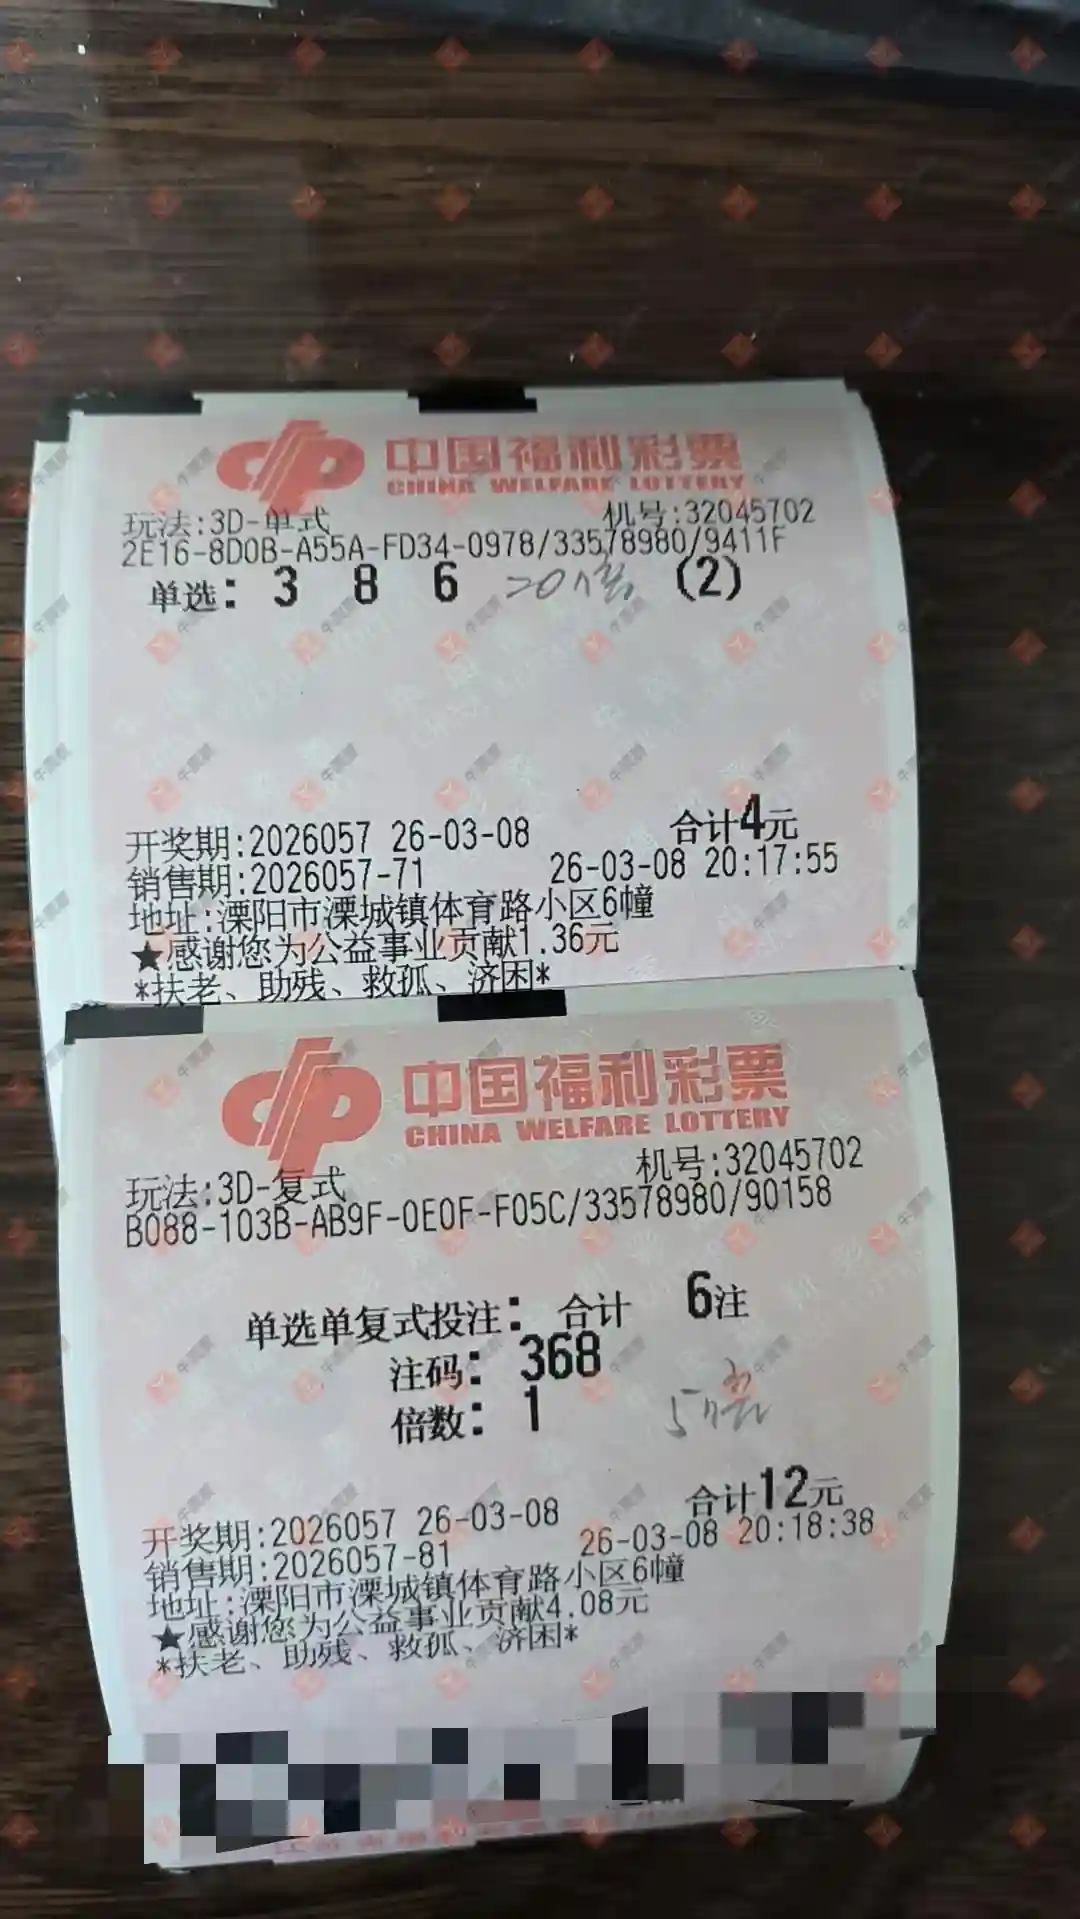 中国福利彩票
CHINA WELFARE LOTTERY
玩法:3D-单式 机号:32045702
2E16-8D0B-A55A-FD34-0978/33578980/9411F
单选: 3 8 6 20倍 (2)
合计4元
开奖期:2026057 26-03-08
销售期:2026057-71 26-03-08 20:17:55
地址:溧阳市溧城镇体育路小区6幢
★感谢您为公益事业贡献1.36元
*扶老、助残、救孤、济困*
中国福利彩票
CHINA WELFARE LOTTERY
玩法:3D-复式 机号:32045702
B088-103B-AB9F-0E0F-F05C/33578980/90158
单选单复式投注: 合计 6注
注码: 368
倍数: 1 5倍
合计12元
开奖期:2026057 26-03-08
销售期:2026057-81 26-03-08 20:18:38
地址:溧阳市溧城镇体育路小区6幢
★感谢您为公益事业贡献4.08元
*扶老、助残、救孤、济困*